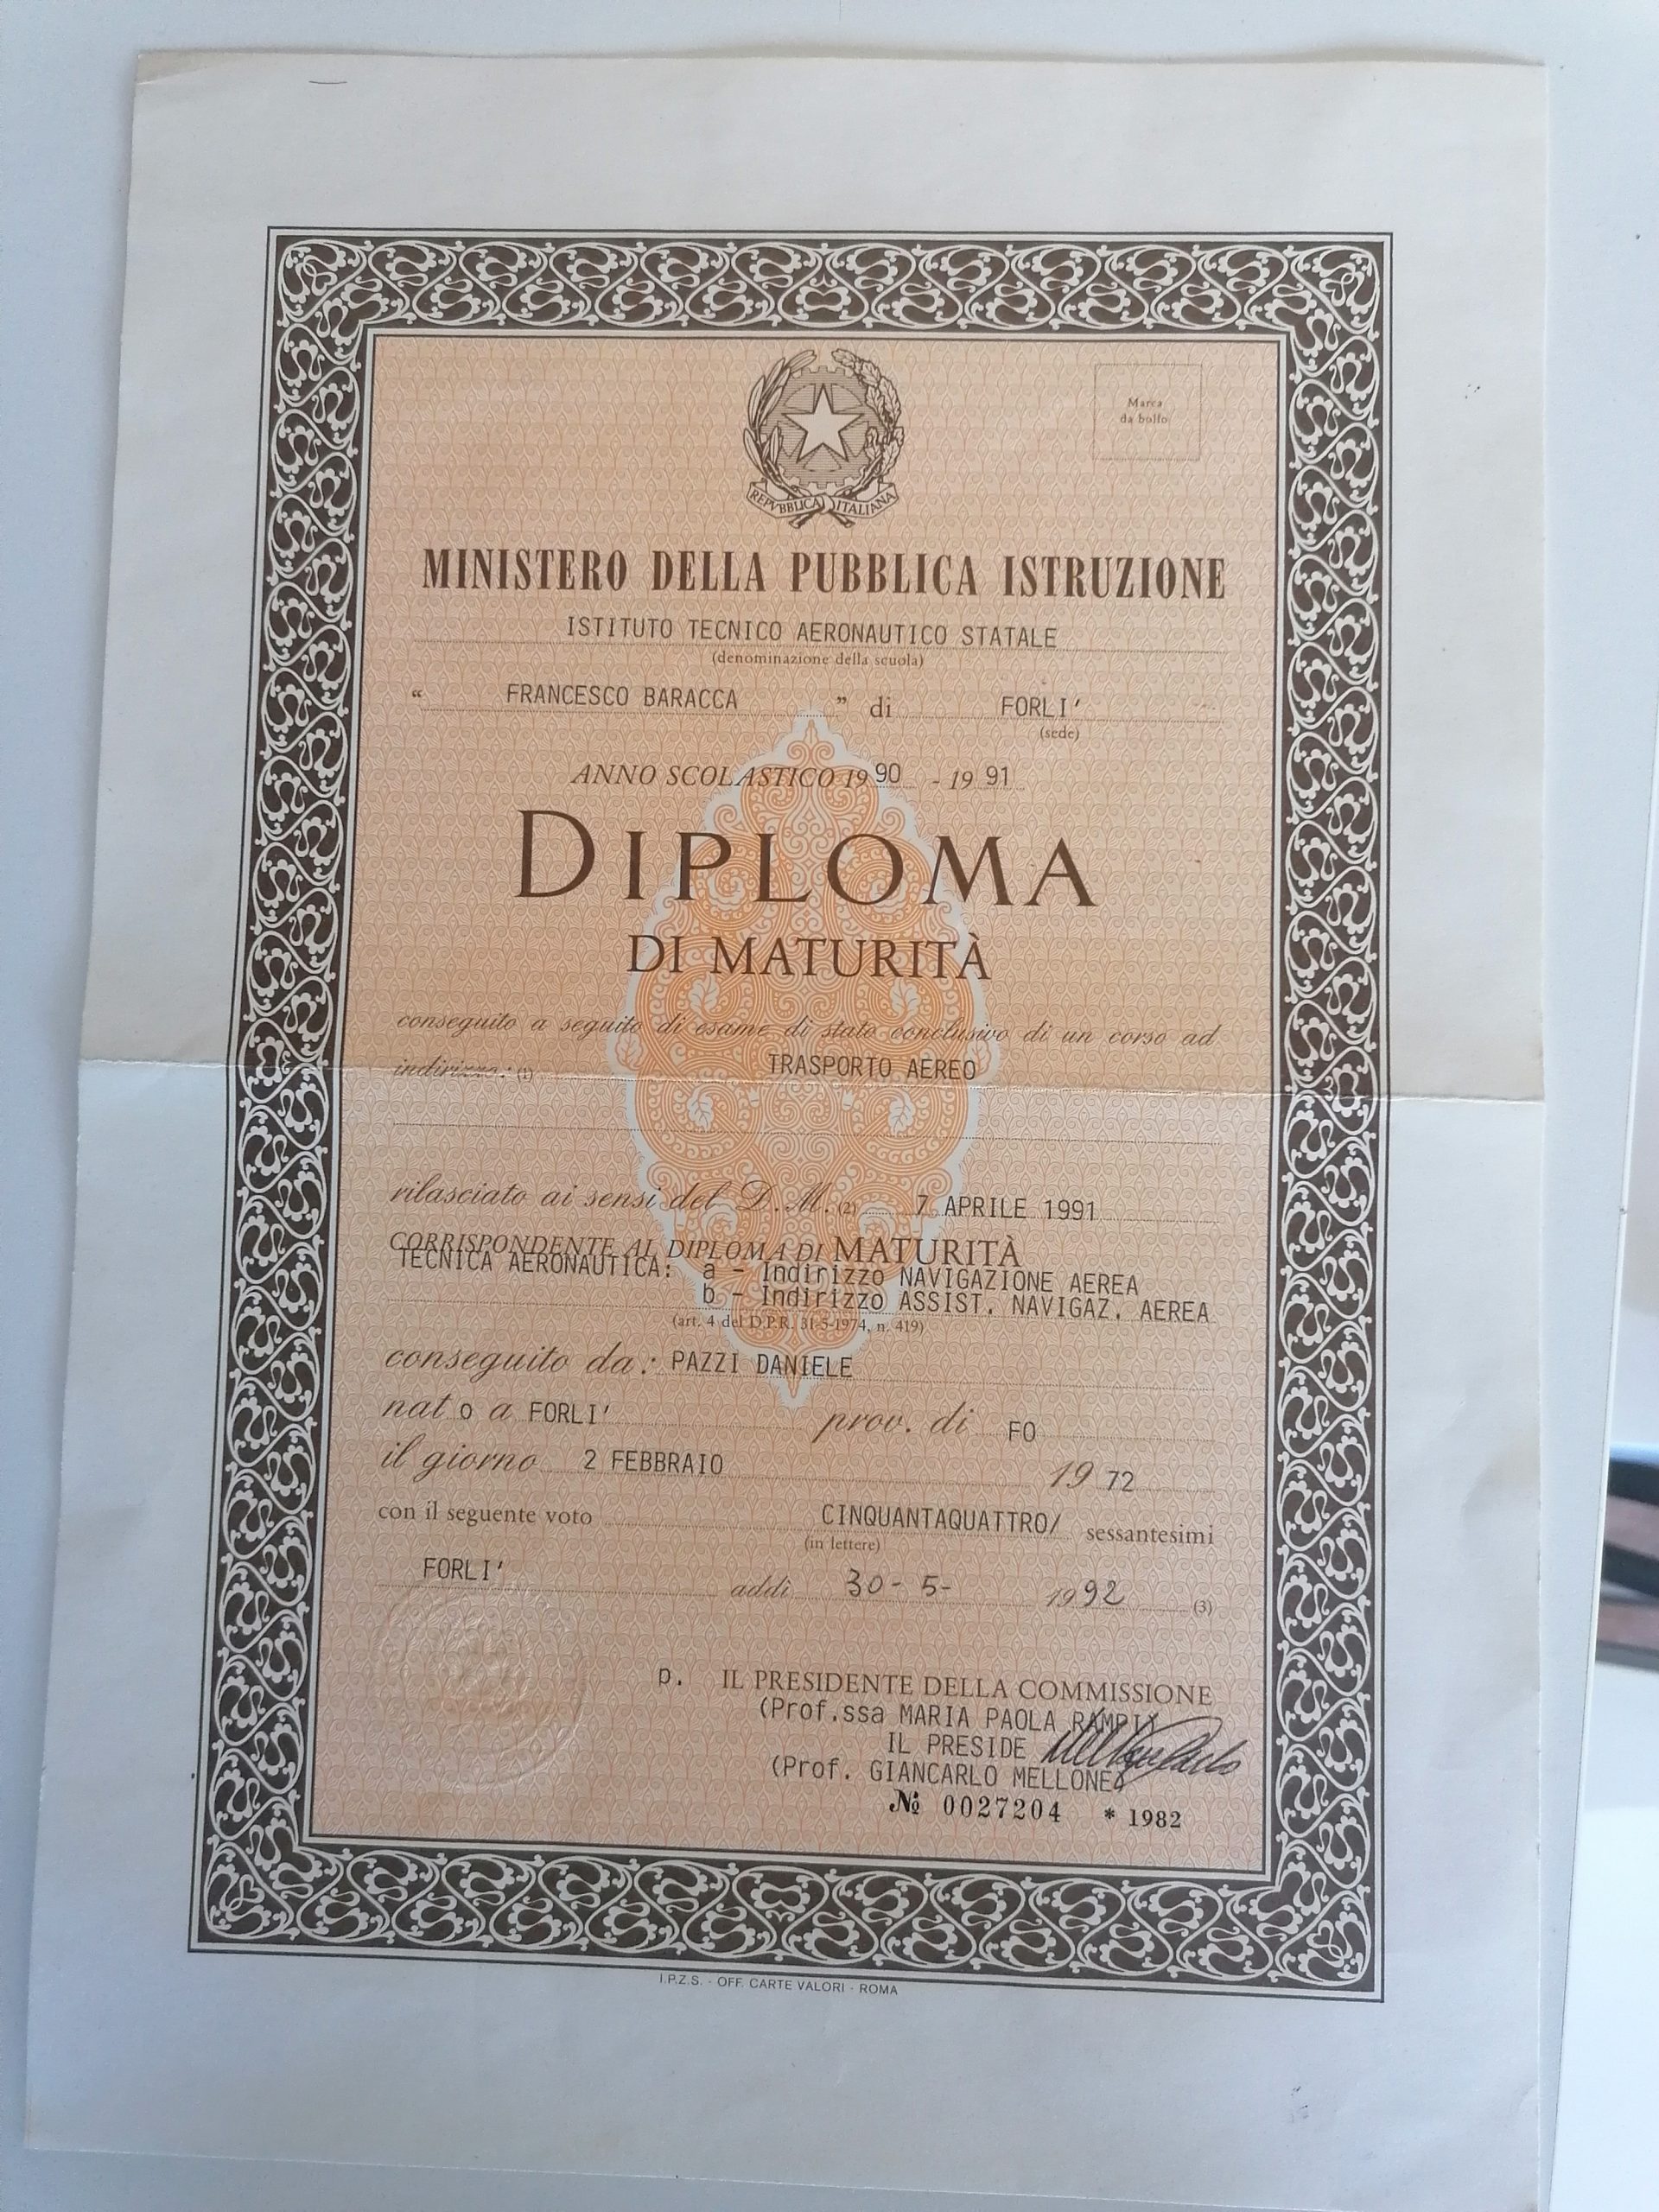 REPVBBLICA ITALIANA
Marca
da bollo
MINISTERO DELLA PUBBLICA ISTRUZIONE
ISTITUTO TECNICO AERONAUTICO STATALE
(denominazione della scuola)
“ FRANCESCO BARACCA ” di FORLI'
(sede)
ANNO SCOLASTICO 1990 - 1991
DIPLOMA
DI MATURITÀ
conseguito a seguito di esame di stato conclusivo di un corso ad
indirizzo: (1) TRASPORTO AEREO
rilasciato ai sensi del D. M. (2) 7 APRILE 1991
CORRISPONDENTE AL DIPLOMA DI MATURITÀ
TECNICA AERONAUTICA: a - Indirizzo NAVIGAZIONE AEREA
b - Indirizzo ASSIST. NAVIGAZ. AEREA
(art. 4 del D.P.R. 31-5-1974, n. 419)
conseguito da: PAZZI DANIELE
nat o a FORLI' prov. di FO
il giorno 2 FEBBRAIO 1972
con il seguente voto CINQUANTAQUATTRO/ sessantesimi
(in lettere)
FORLI' addì 30-5- 1992 (3)
p. IL PRESIDENTE DELLA COMMISSIONE
(Prof.ssa MARIA PAOLA
IL PRESIDE
(Prof. GIANCARLO MELLONE)
№ 0027204 * 1982
I.P.Z.S. - OFF. CARTE VALORI - ROMA